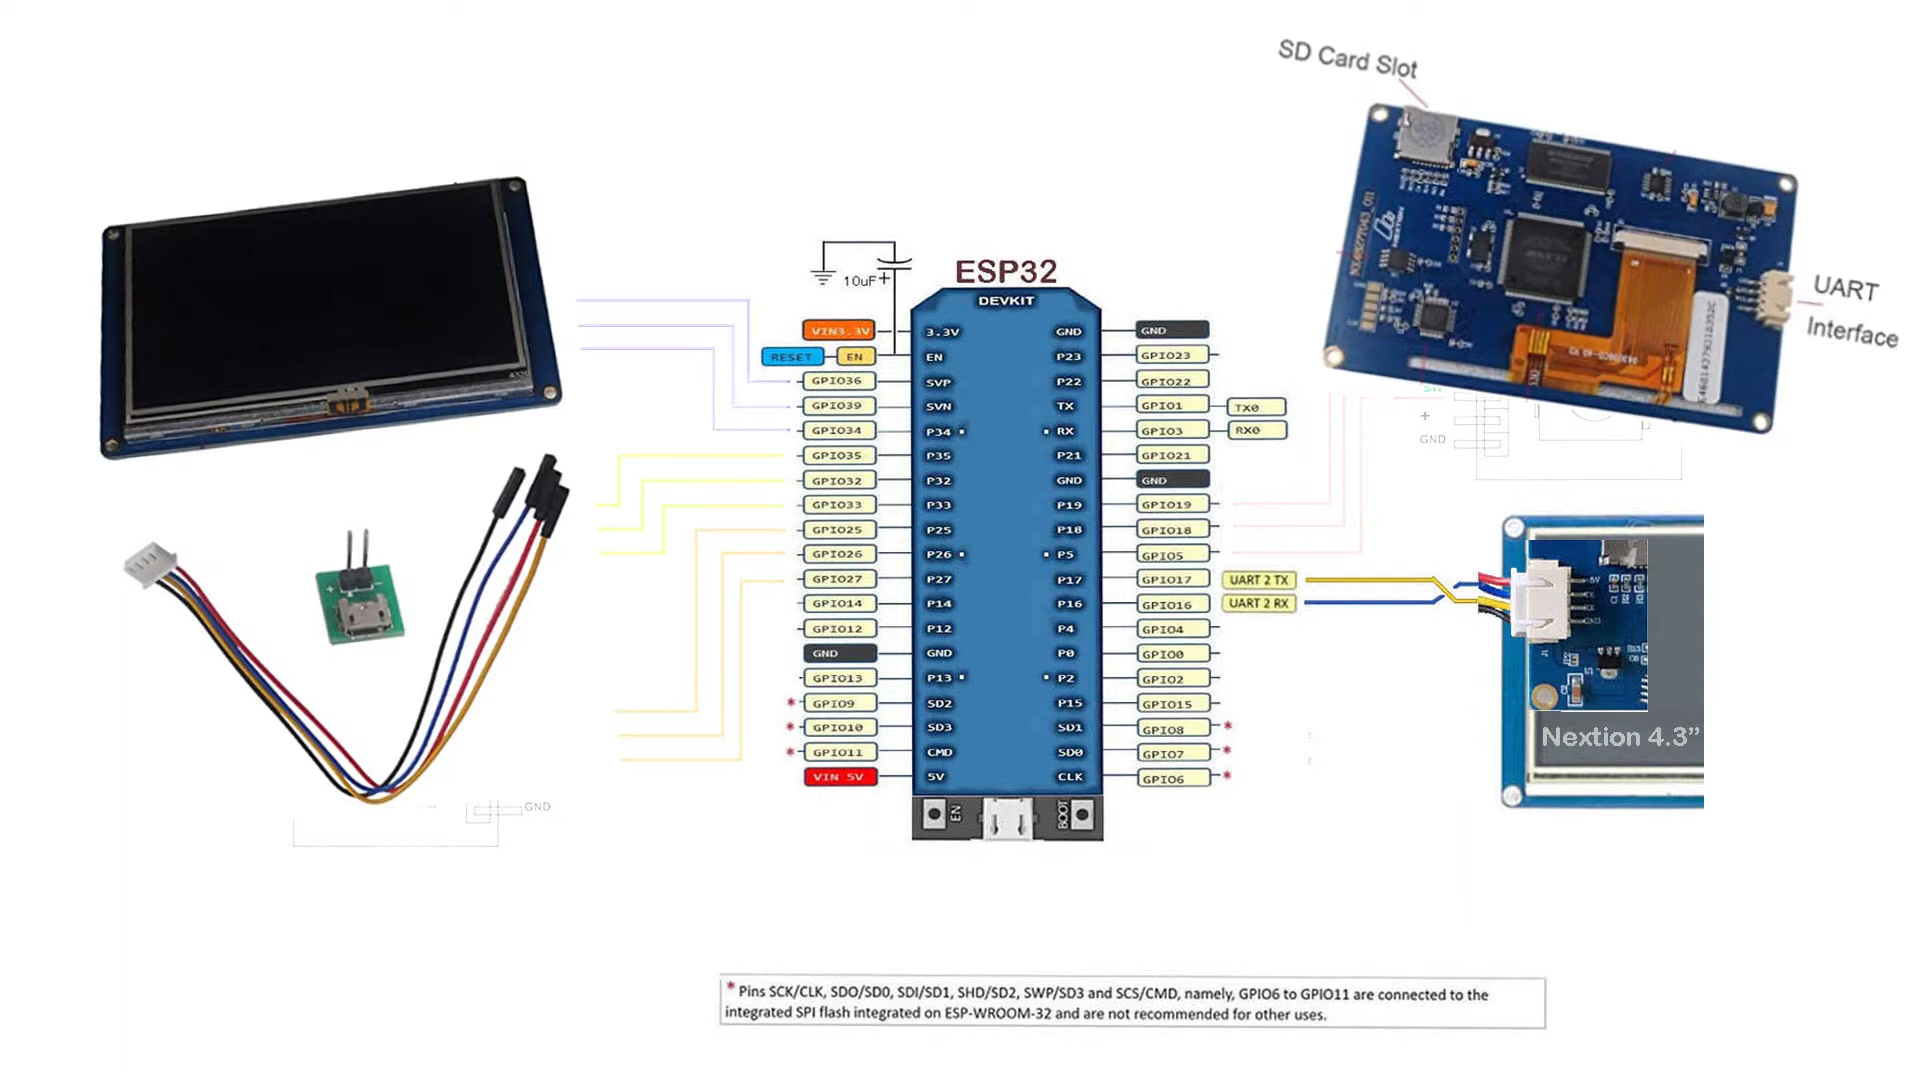 SD Card Slot
UART
Interface
ESP32
DEVKIT
10uF
+
VIN3.3V
3.3V
GND
GND
RESET
EN
EN
P23
GPIO23
GPIO36
SVP
P22
GPIO22
GPIO39
SVN
TX
GPIO1
TX0
GPIO34
P34
RX
GPIO3
RX0
GPIO35
P35
P21
GPIO21
GPIO32
P32
GND
GND
GPIO33
P33
P19
GPIO19
GPIO25
P25
P18
GPIO18
GPIO26
P26
P5
GPIO5
GPIO27
P27
P17
GPIO17
UART 2 TX
GPIO14
P14
P16
GPIO16
UART 2 RX
GPIO12
P12
P4
GPIO4
GND
GND
P0
GPIO0
GPIO13
P13
P2
GPIO2
* GPIO9
SD2
P15
GPIO15
* GPIO10
SD3
SD1
GPIO8 *
* GPIO11
CMD
SD0
GPIO7 *
VIN 5V
5V
CLK
GPIO6 *
EN
BOOT
+
GND
GND
+
-
5V
GND
J1
C2
Nextion 4.3”
* Pins SCK/CLK, SDO/SD0, SDI/SD1, SHD/SD2, SWP/SD3 and SCS/CMD, namely, GPIO6 to GPIO11 are connected to the
integrated SPI flash integrated on ESP-WROOM-32 and are not recommended for other uses.